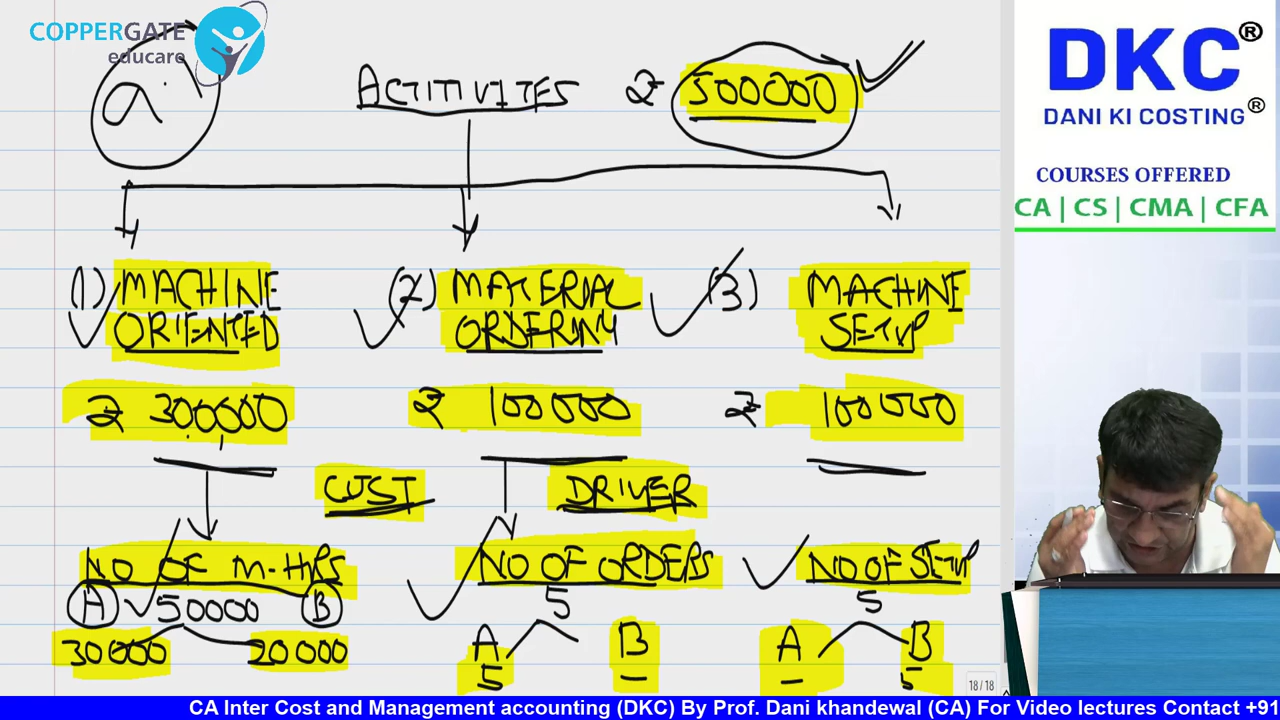 COPPERGATE
educare
a
ACTITIVITES 500000
(1) MACHINE ORIENTED
(2) MATERIAL ORDERING
(3) MACHINE SETUP
300000
100000
100000
COST DRIVER
NO OF M-HRS
NO OF ORDERS
NO OF SETUP
A 50000 B
5
5
30000 20000
A B
A B
5 –
– 5
18/18
DKC®
DANI KI COSTING®
COURSES OFFERED
CA | CS | CMA | CFA
CA Inter Cost and Management accounting (DKC) By Prof. Dani khandewal (CA) For Video lectures Contact +91